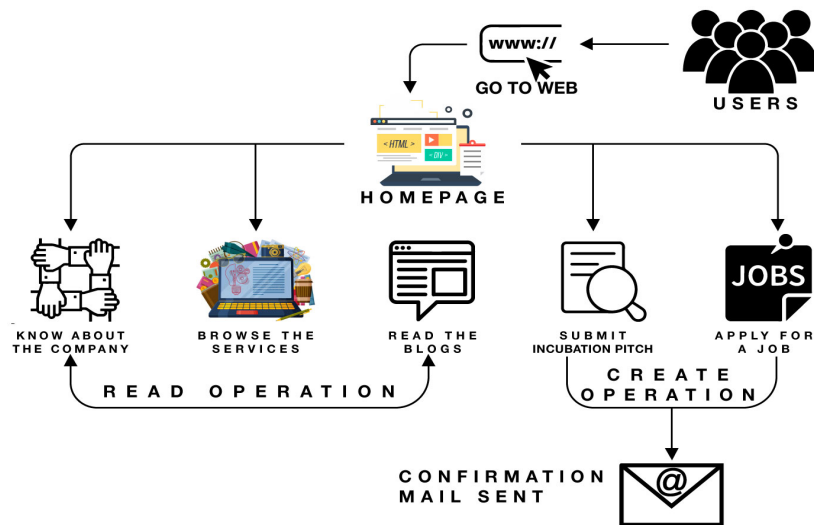 www://
GO TO WEB
USERS
< HTML >
< DIV >
HOMEPAGE
JOBS
KNOW ABOUT
THE COMPANY
BROWSE THE
SERVICES
READ THE
BLOGS
SUBMIT
INCUBATION PITCH
APPLY FOR
A JOB
READ OPERATION
CREATE
OPERATION
CONFIRMATION
MAIL SENT
@